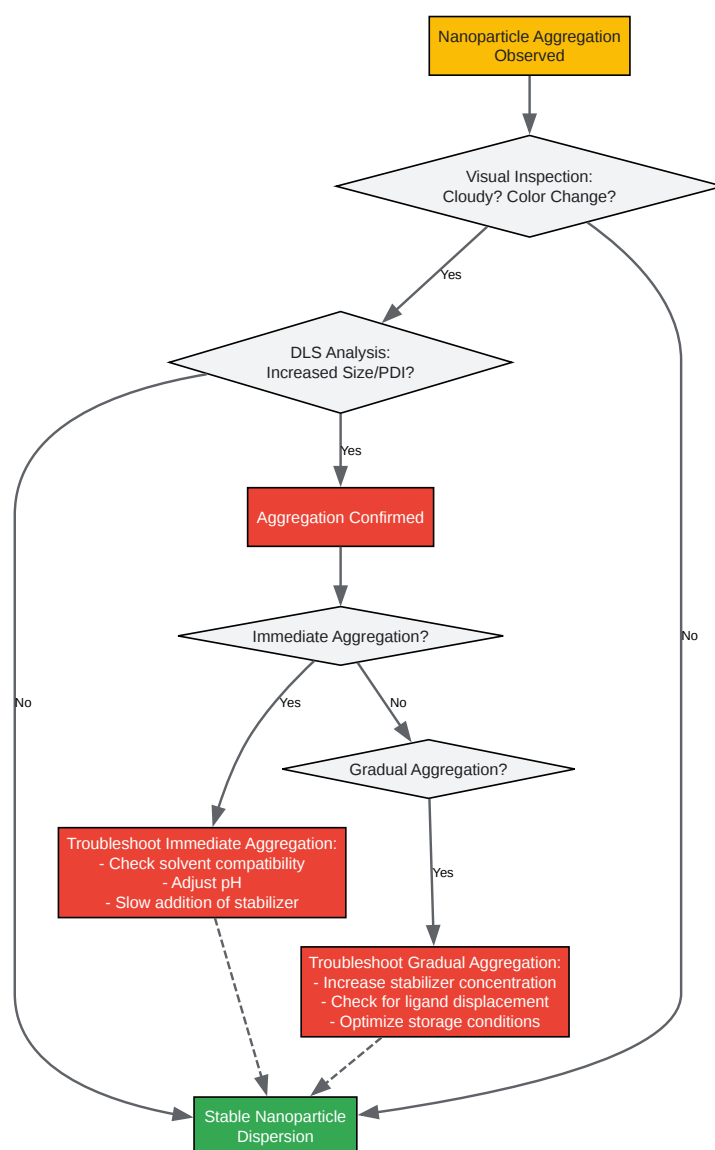 Nanoparticle Aggregation
Observed
Visual Inspection:
Cloudy? Color Change?
Yes
DLS Analysis:
Increased Size/PDI?
Yes
Aggregation Confirmed
Immediate Aggregation?
No
Yes
No
No
Gradual Aggregation?
Troubleshoot Immediate Aggregation:
- Check solvent compatibility
- Adjust pH
- Slow addition of stabilizer
Yes
Troubleshoot Gradual Aggregation:
- Increase stabilizer concentration
- Check for ligand displacement
- Optimize storage conditions
Stable Nanoparticle
Dispersion